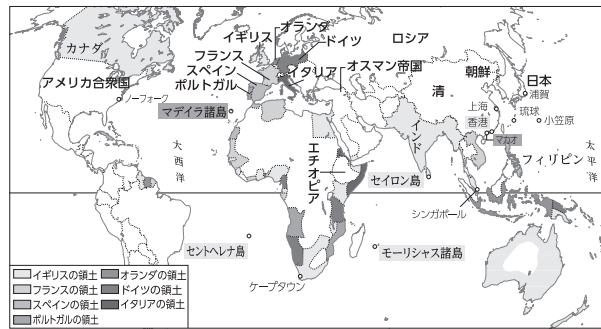 カナダ
アメリカ合衆国
ノーフォーク
イギリス
オランダ
フランス
ドイツ
スペイン
イタリア
ポルトガル
マデイラ諸島
ロシア
オスマン帝国
清
朝鮮
日本
浦賀
上海
琉球
香港
小笠原
マカオ
インド
フィリピン
大西洋
太平洋
エチオピア
セイロン島
シンガポール
セントヘレナ島
モーリシャス諸島
ケープタウン
イギリスの領土
オランダの領土
フランスの領土
ドイツの領土
スペインの領土
イタリアの領土
ポルトガルの領土